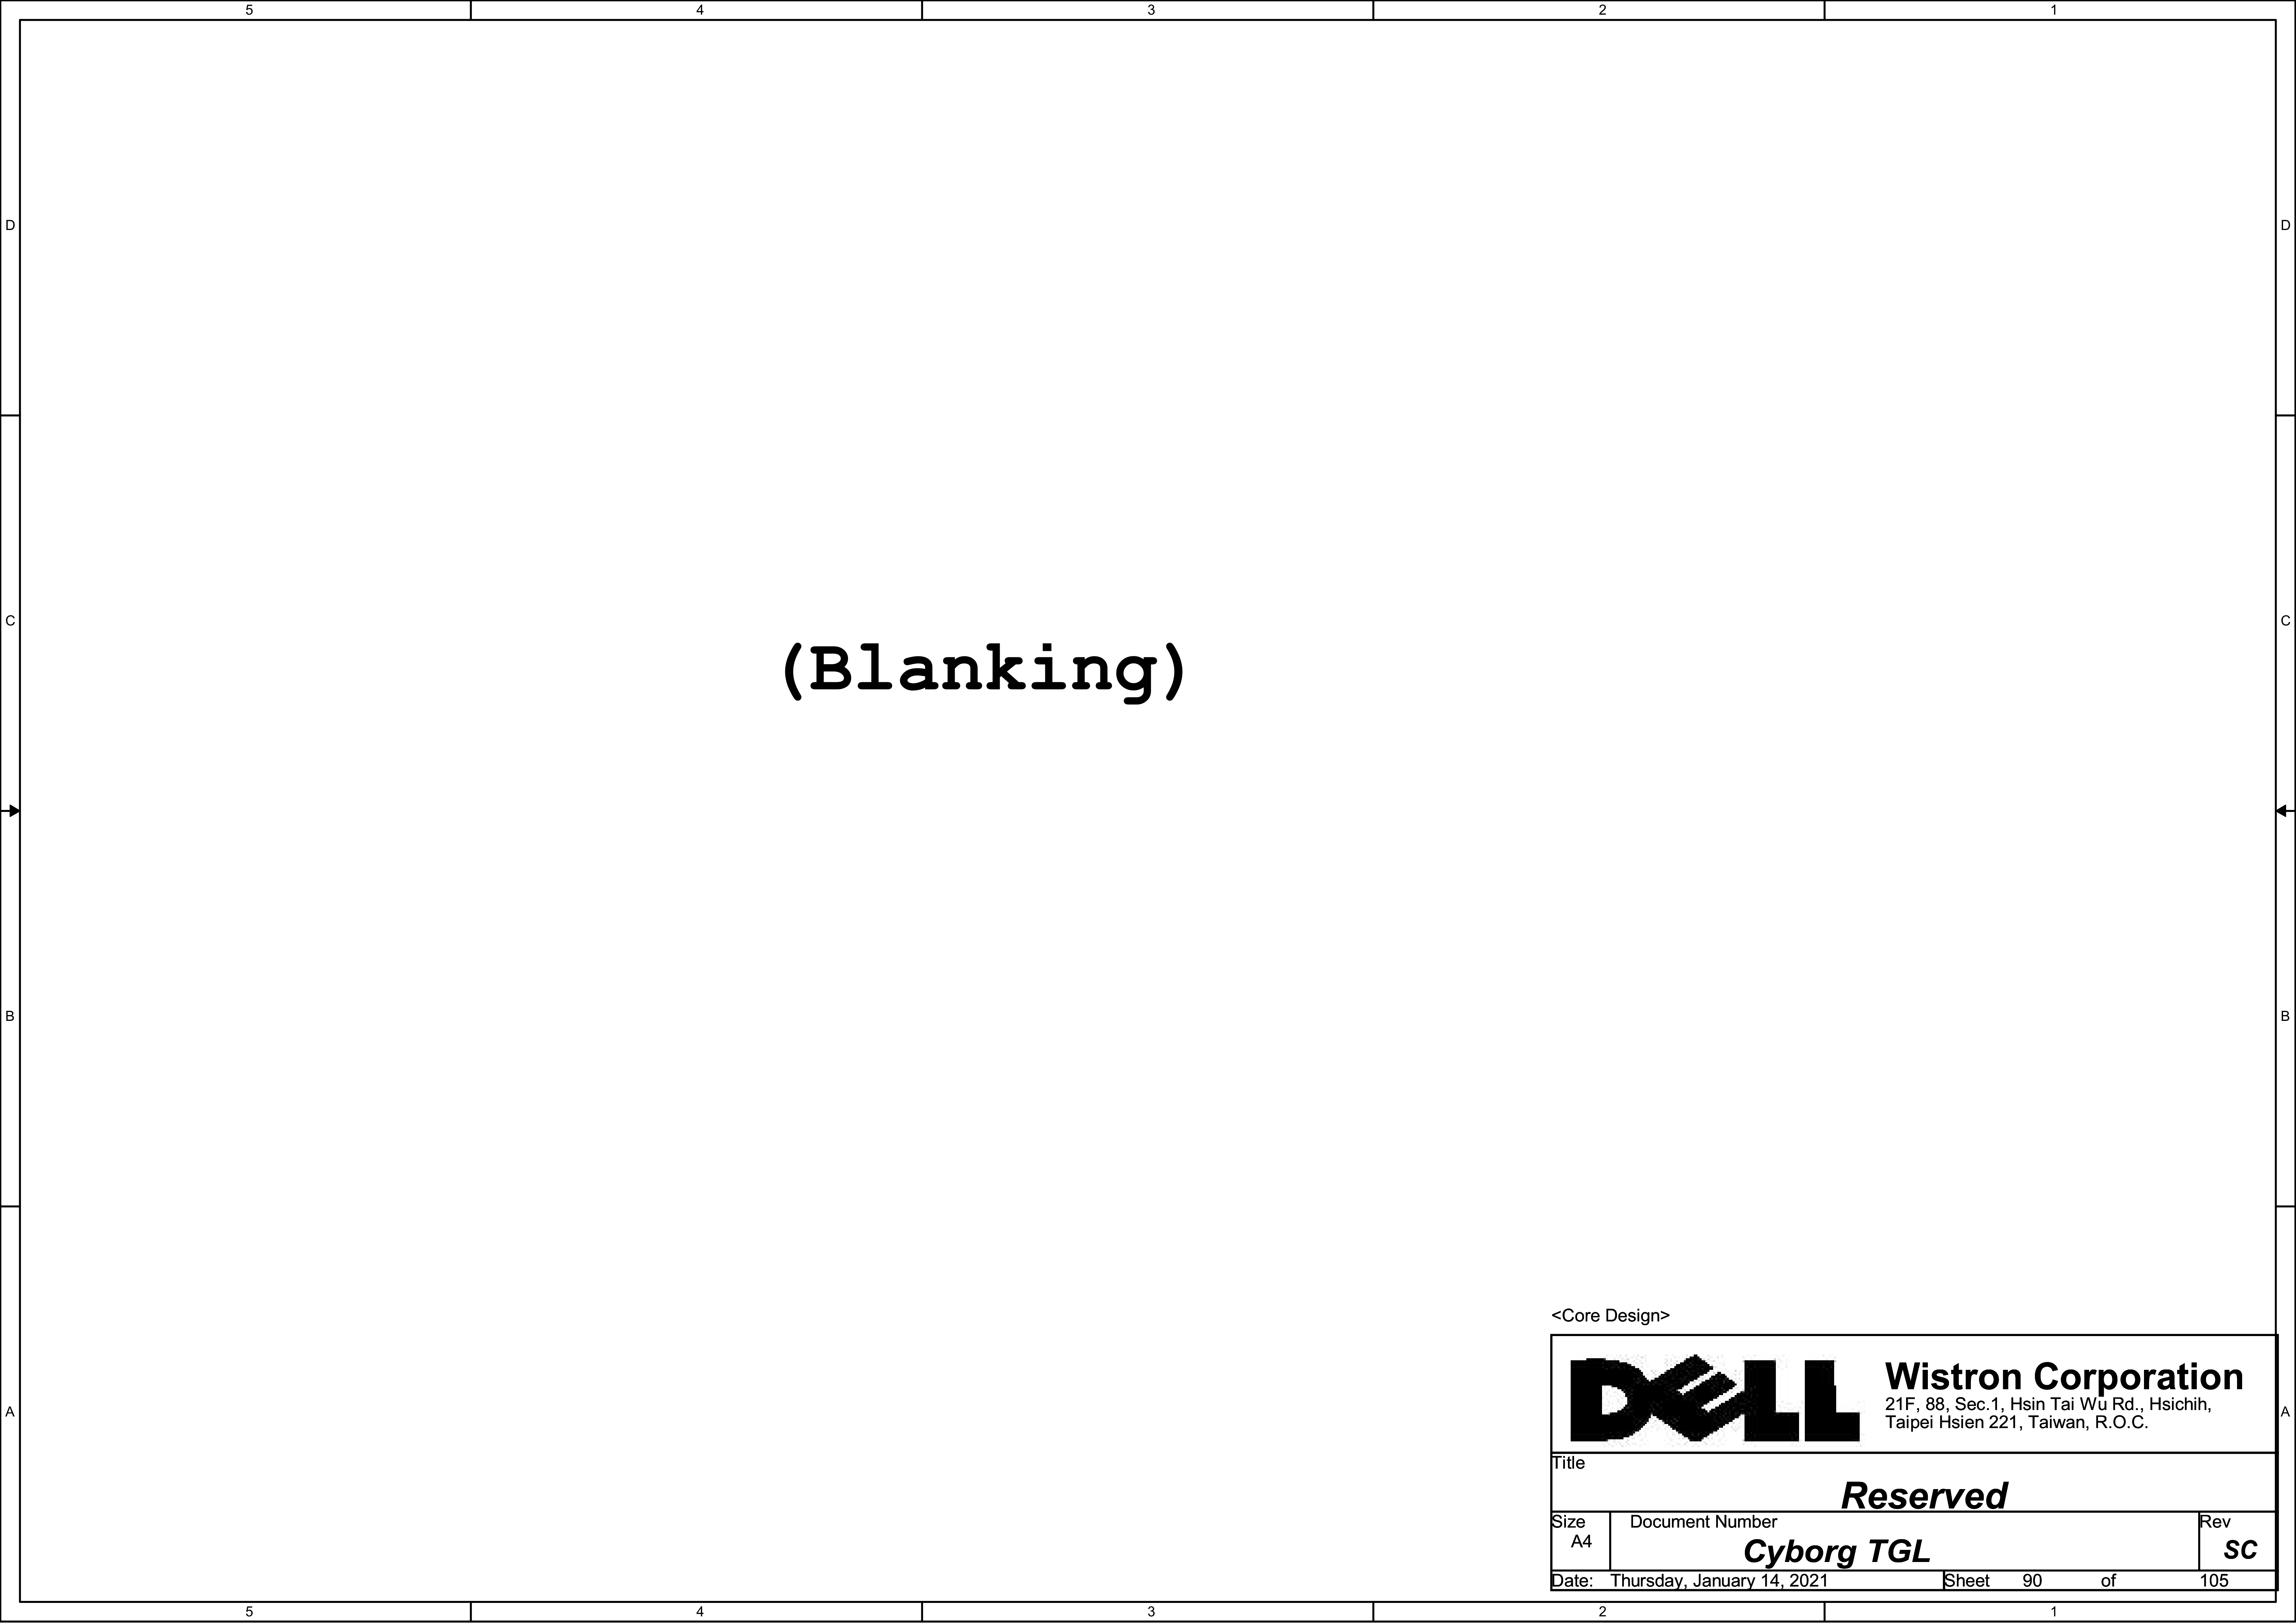 5 4 3 2 1
D D
C C
(Blanking)
B B
<Core Design>
DELL
Wistron Corporation
21F, 88, Sec.1, Hsin Tai Wu Rd., Hsichih,
Taipei Hsien 221, Taiwan, R.O.C.
A A
Title
Reserved
Size Document Number Rev
A4 Cyborg TGL SC
Date: Thursday, January 14, 2021 Sheet 90 of 105
5 4 3 2 1